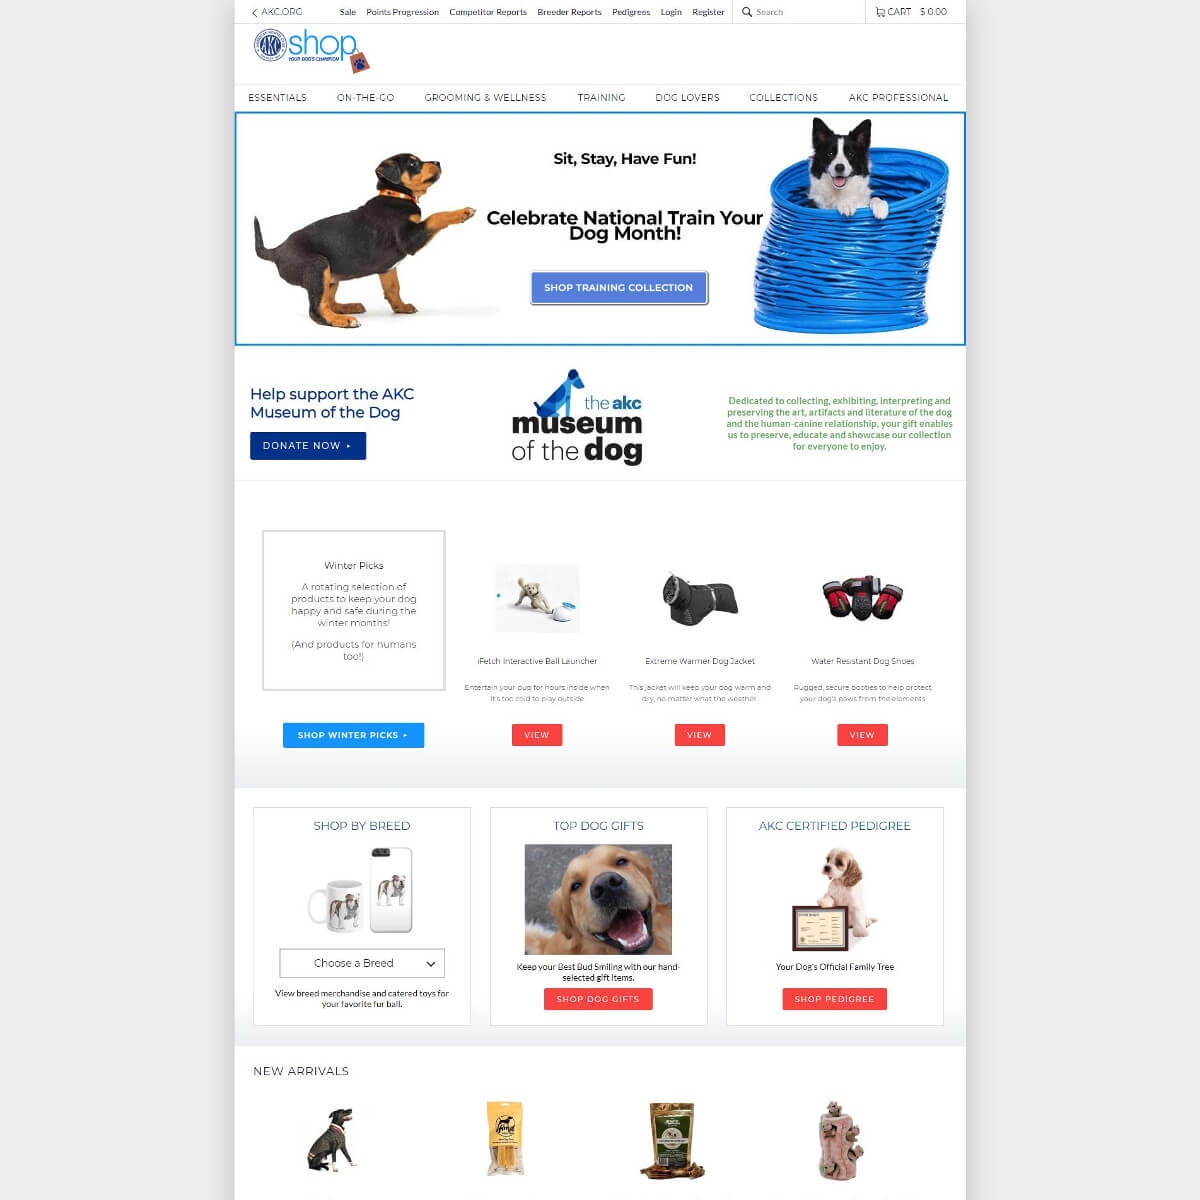 AKC.ORG
Sale Points Progression Competitor Reports Breeder Reports Pedigrees Login Register
Search
CART $ 0.00
AKC shop
YOUR DOG'S CHAMPION
ESSENTIALS ON-THE-GO GROOMING & WELLNESS TRAINING DOG LOVERS COLLECTIONS AKC PROFESSIONAL
Sit, Stay, Have Fun!
Celebrate National Train Your
Dog Month!
SHOP TRAINING COLLECTION
Help support the AKC
Museum of the Dog
DONATE NOW
the akc
museum
of the dog
Dedicated to collecting, exhibiting, interpreting and
preserving the art, artifacts and literature of the dog
and the human-canine relationship, your gift enables
us to preserve, educate and showcase our collection
for everyone to enjoy.
Winter Picks
A rotating selection of
products to keep your dog
happy and safe during the
winter months!
(And products for humans
too!)
SHOP WINTER PICKS
iFetch Interactive Ball Launcher
Entertain your pup for hours inside when
it's too cold to play outside
VIEW
Extreme Warmer Dog Jacket
This jacket will keep your dog warm and
dry, no matter what the weather
VIEW
Water Resistant Dog Shoes
Rugged, secure booties to help protect
your dog's paws from the elements
VIEW
SHOP BY BREED
Choose a Breed
View breed merchandise and catered toys for
your favorite fur ball.
TOP DOG GIFTS
Keep your Best Bud Smiling with our hand-
selected gift items.
SHOP DOG GIFTS
AKC CERTIFIED PEDIGREE
Your Dog's Official Family Tree
SHOP PEDIGREE
NEW ARRIVALS